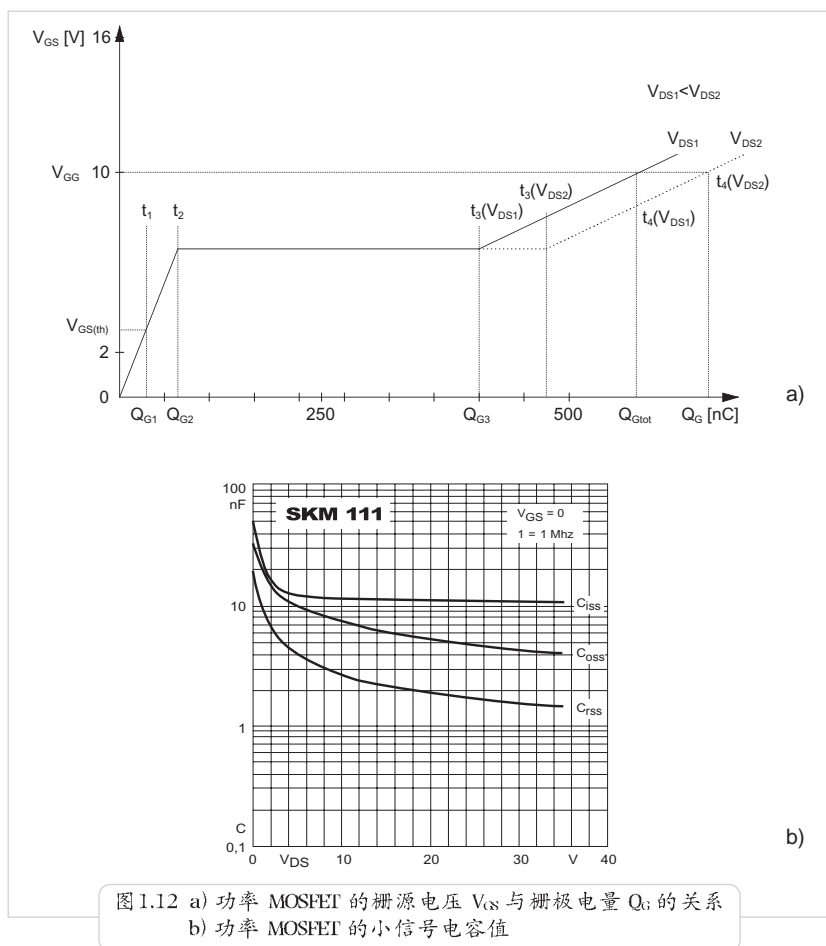 V_GS [V] 16
V_DS1<V_DS2
V_DS1 V_DS2
V_GG 10
t_1 t_2 t_3(V_DS1) t_3(V_DS2) t_4(V_DS1) t_4(V_DS2)
V_GS(th)
2
0
Q_G1 Q_G2 250 Q_G3 500 Q_Gtot Q_G [nC]
a)
100
nF
SKM 111
V_GS = 0
1 = 1 Mhz
10
C_iss
C_oss
C_rss
1
C
0,1
0 V_DS 10 20 30 V 40
b)
图1.12 a) 功率 MOSFET 的栅源电压 V_GS 与栅极电量 Q_G 的关系
b) 功率 MOSFET 的小信号电容值